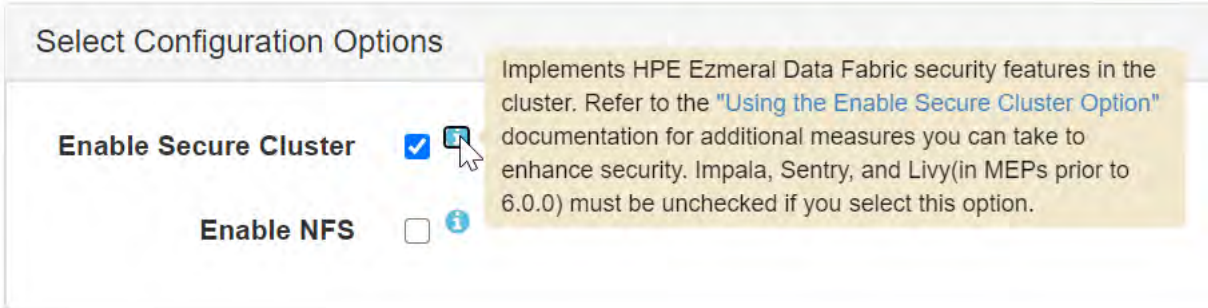 Select Configuration Options
Implements HPE Ezmeral Data Fabric security features in the
cluster. Refer to the "Using the Enable Secure Cluster Option"
documentation for additional measures you can take to
enhance security. Impala, Sentry, and Livy(in MEPs prior to
6.0.0) must be unchecked if you select this option.
Enable Secure Cluster
Enable NFS